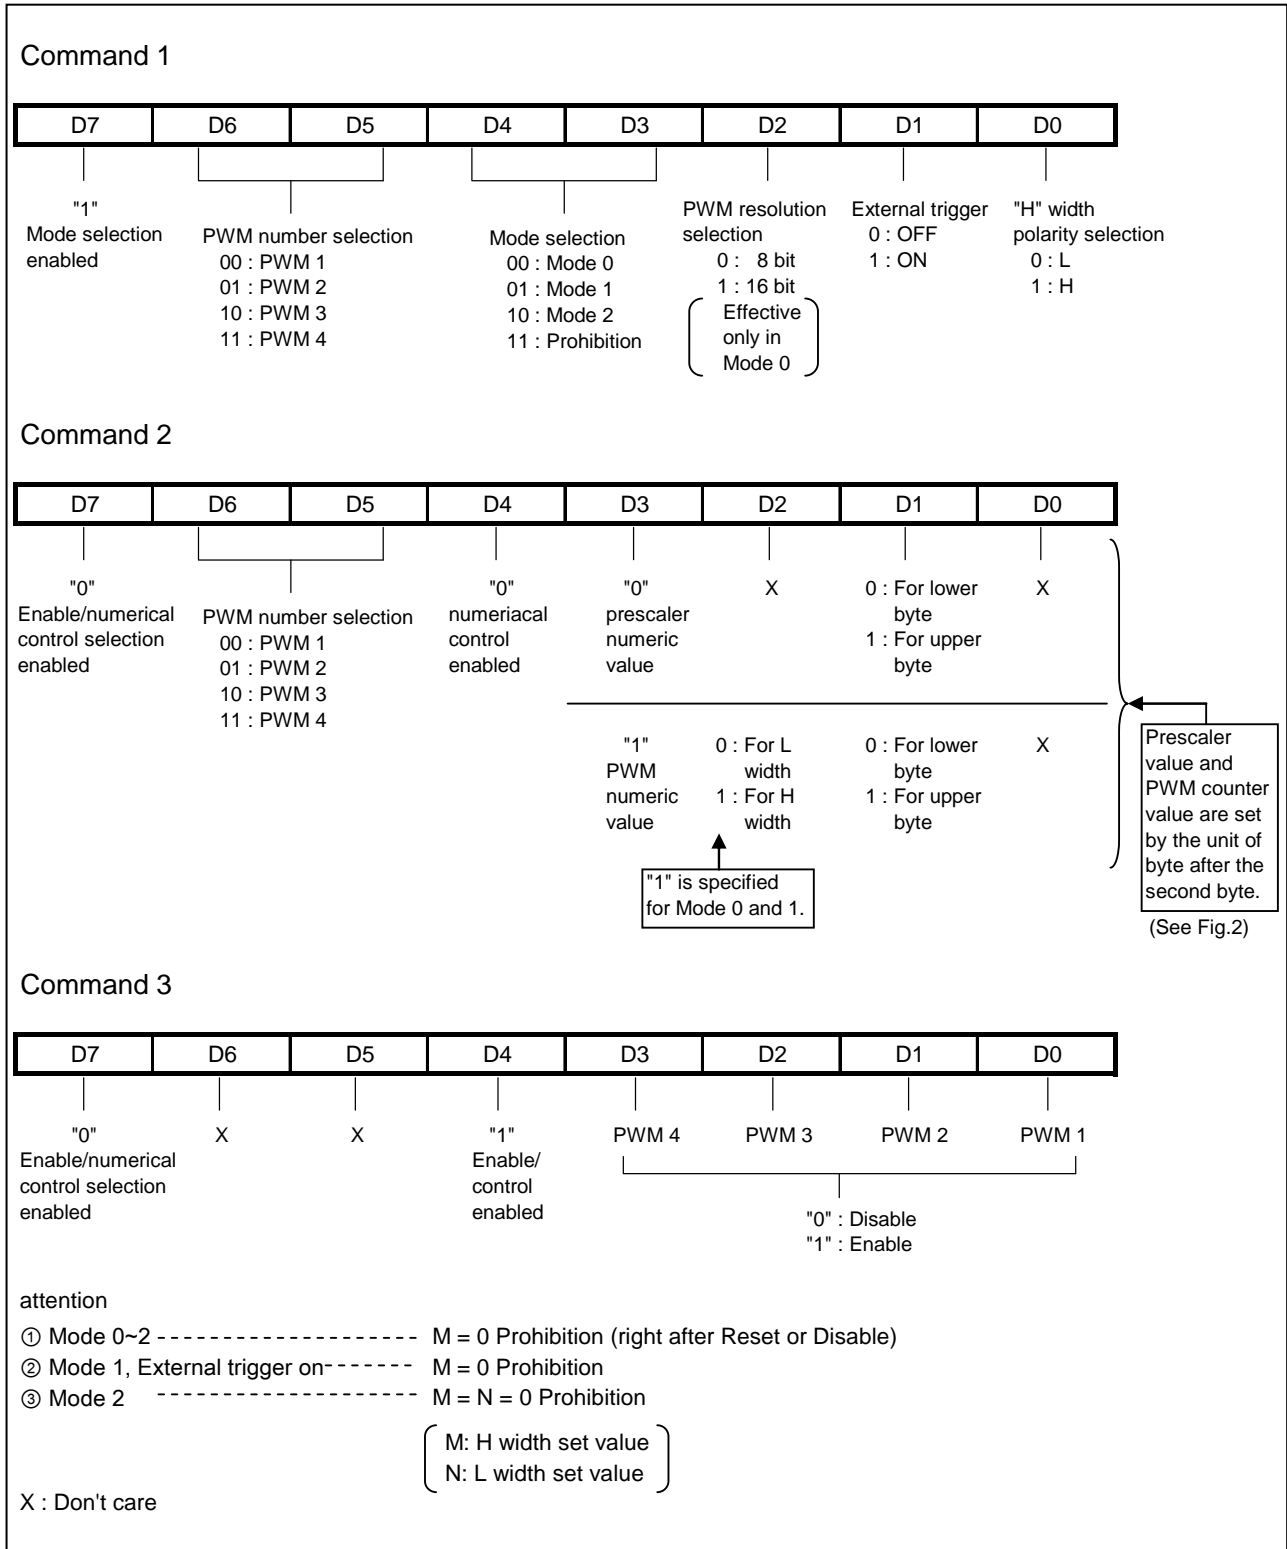 Command 1
D7 D6 D5 D4 D3 D2 D1 D0
"1"
Mode selection
enabled
PWM number selection
00 : PWM 1
01 : PWM 2
10 : PWM 3
11 : PWM 4
Mode selection
00 : Mode 0
01 : Mode 1
10 : Mode 2
11 : Prohibition
PWM resolution
selection
0 : 8 bit
1 : 16 bit
Effective
only in
Mode 0
External trigger
0 : OFF
1 : ON
"H" width
polarity selection
0 : L
1 : H
Command 2
D7 D6 D5 D4 D3 D2 D1 D0
"0"
Enable/numerical
control selection
enabled
PWM number selection
00 : PWM 1
01 : PWM 2
10 : PWM 3
11 : PWM 4
"0"
numeriacal
control
enabled
"0"
prescaler
numeric
value
X
0 : For lower
byte
1 : For upper
byte
X
"1"
PWM
numeric
value
0 : For L
width
1 : For H
width
0 : For lower
byte
1 : For upper
byte
X
"1" is specified
for Mode 0 and 1.
Prescaler
value and
PWM counter
value are set
by the unit of
byte after the
second byte.
(See Fig.2)
Command 3
D7 D6 D5 D4 D3 D2 D1 D0
"0"
Enable/numerical
control selection
enabled
X
X
"1"
Enable/
control
enabled
PWM 4 PWM 3 PWM 2 PWM 1
"0" : Disable
"1" : Enable
attention
① Mode 0~2 -------------------- M = 0 Prohibition (right after Reset or Disable)
② Mode 1, External trigger on ------- M = 0 Prohibition
③ Mode 2 -------------------- M = N = 0 Prohibition
M: H width set value
N: L width set value
X : Don't care